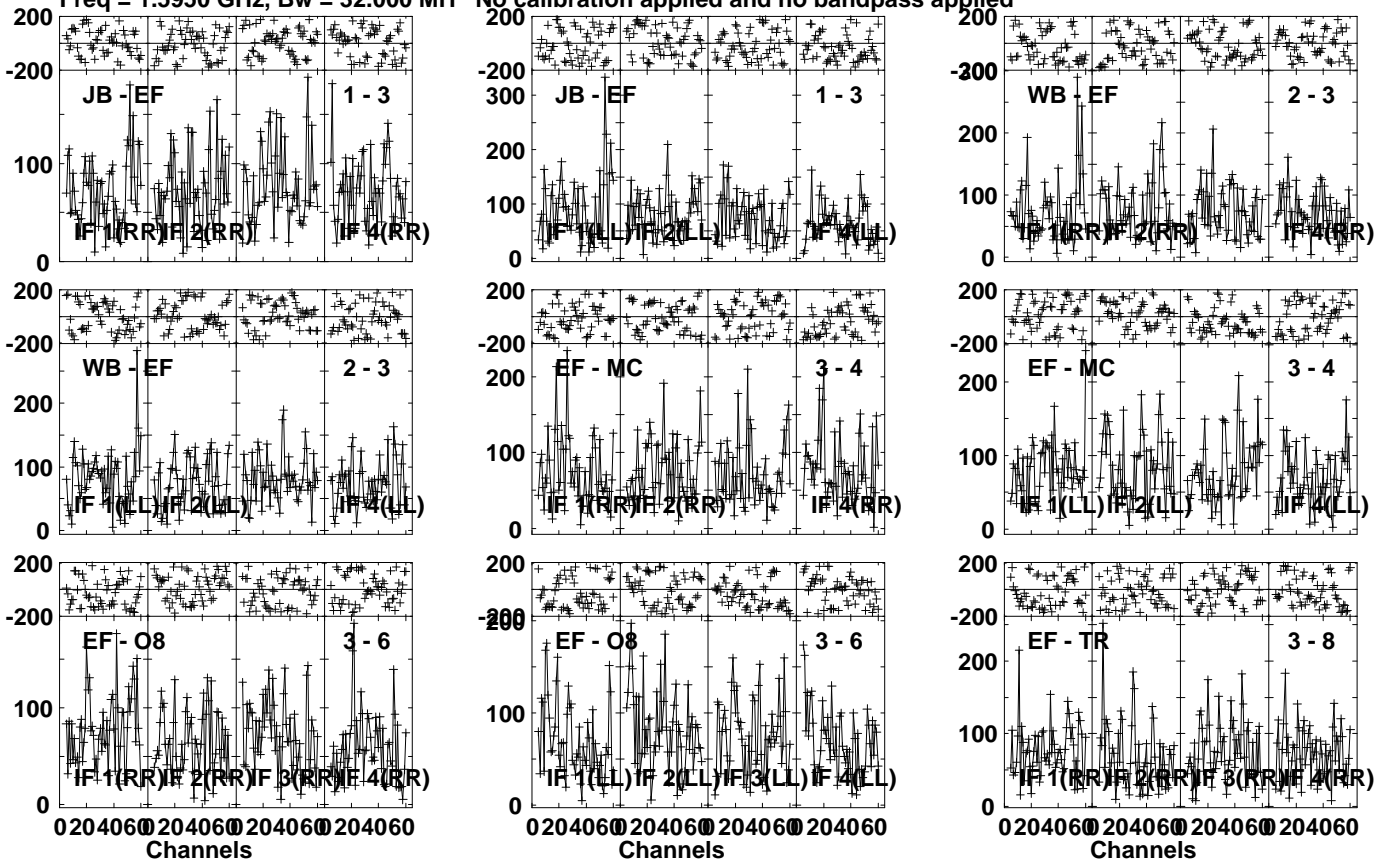 Freq = 1.5950 GHz, Bw = 32.000 MH No calibration applied and no bandpass applied
200
-200
JB - EF 1 - 3
100
IF 1(RR) IF 2(RR) IF 4(RR)
0
200
-200
300
JB - EF 1 - 3
200
100
IF 1(LL) IF 2(LL) IF 4(LL)
0
200
-200
300
WB - EF 2 - 3
200
100
IF 1(RR) IF 2(RR) IF 4(RR)
0
200
-200
WB - EF 2 - 3
200
100
IF 1(LL) IF 2(LL) IF 4(LL)
0
200
-200
EF - MC 3 - 4
200
100
IF 1(RR) IF 2(RR) IF 4(RR)
0
200
-200
EF - MC 3 - 4
200
100
IF 1(LL) IF 2(LL) IF 4(LL)
0
200
-200
EF - O8 3 - 6
100
IF 1(RR) IF 2(RR) IF 3(RR) IF 4(RR)
0
0 20 40 60 0 20 40 60 0 20 40 60 0 20 40 60
Channels
200
-200
200
EF - O8 3 - 6
150
100
50
IF 1(LL) IF 2(LL) IF 3(LL) IF 4(LL)
0
0 20 40 60 0 20 40 60 0 20 40 60 0 20 40 60
Channels
200
-200
EF - TR 3 - 8
200
100
IF 1(RR) IF 2(RR) IF 3(RR) IF 4(RR)
0
0 20 40 60 0 20 40 60 0 20 40 60 0 20 40 60
Channels